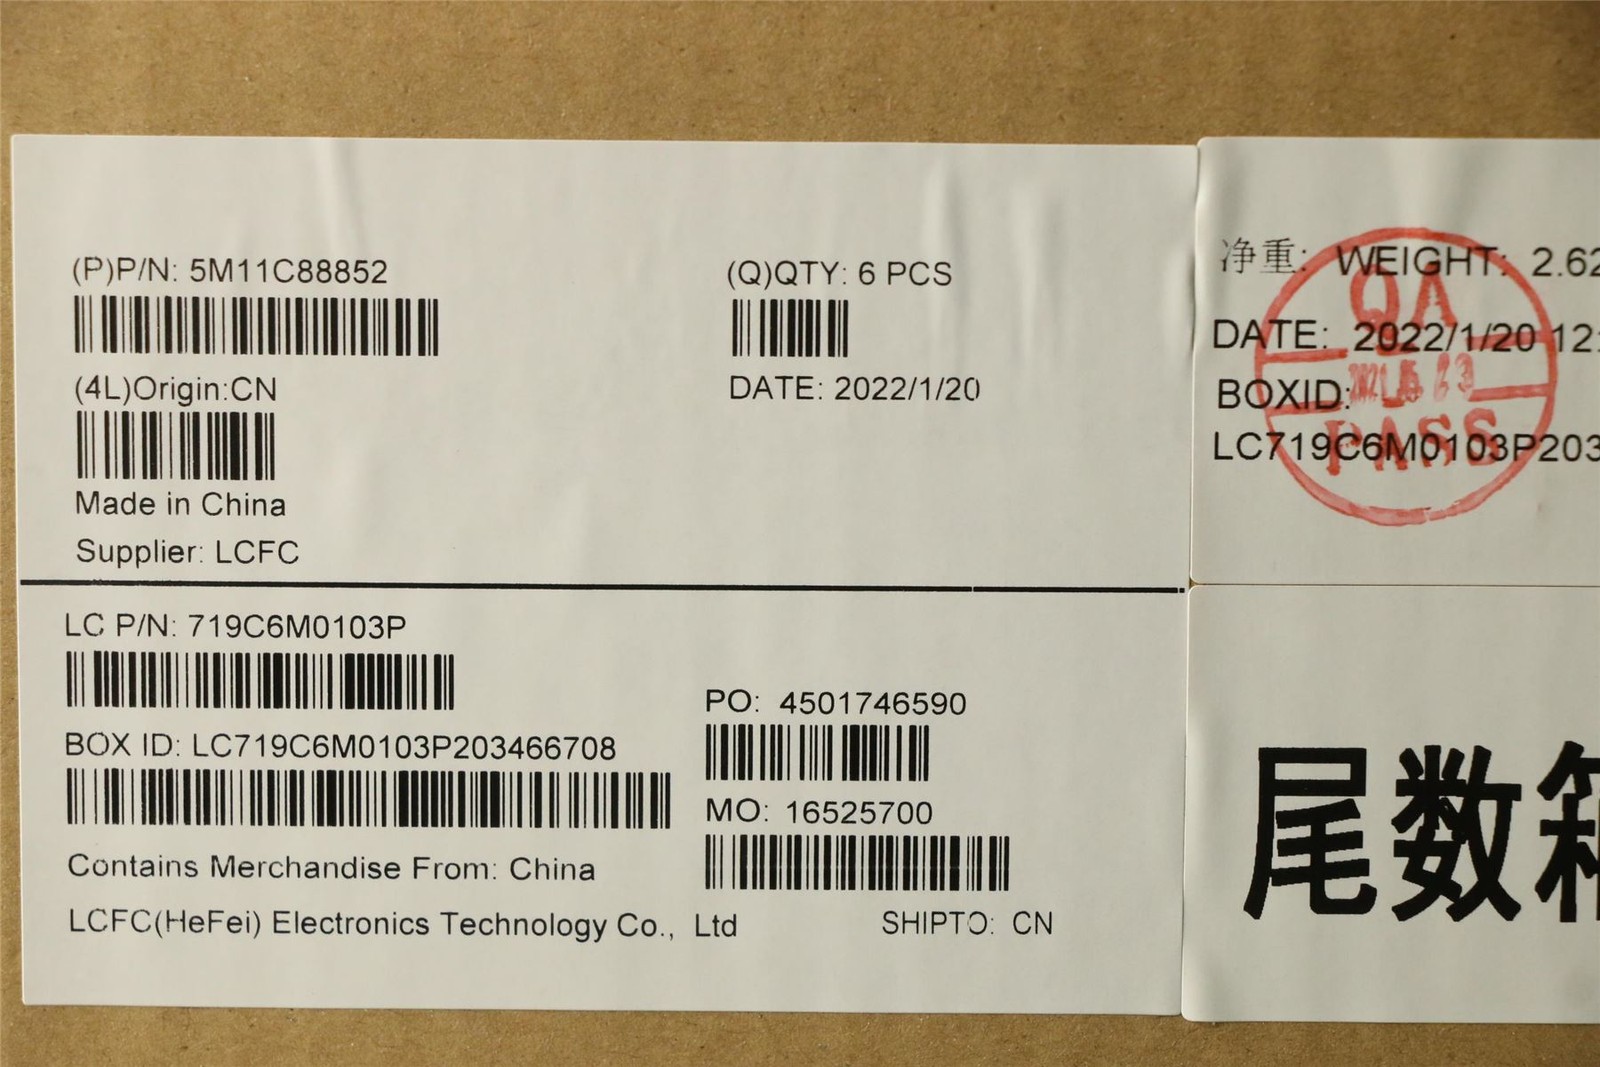 (P)P/N: 5M11C88852
(Q)QTY: 6 PCS
(4L)Origin:CN
DATE: 2022/1/20
Made in China
Supplier: LCFC
LC P/N: 719C6M0103P
PO: 4501746590
BOX ID: LC719C6M0103P203466708
MO: 16525700
Contains Merchandise From: China
LCFC(HeFei) Electronics Technology Co., Ltd
SHIPTO: CN
净重: WEIGHT: 2.62
DATE: 2022/1/20 12:
BOXID:
LC719C6M0103P203
QA
PASS
尾数箱